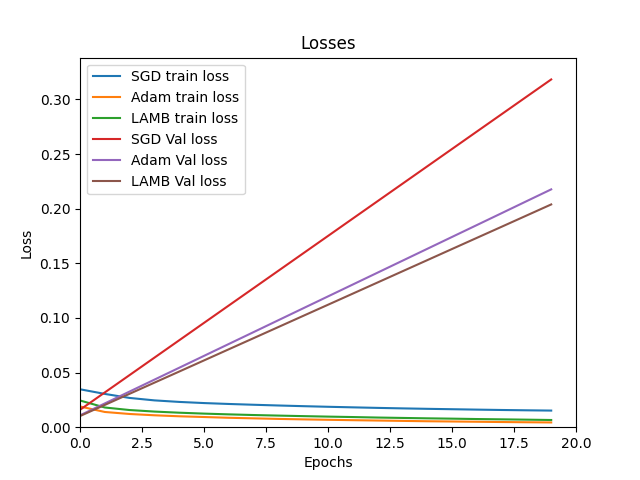 Losses
SGD train loss
Adam train loss
LAMB train loss
SGD Val loss
Adam Val loss
LAMB Val loss
0.30
0.25
0.20
0.15
0.10
0.05
0.00
Loss
0.0 2.5 5.0 7.5 10.0 12.5 15.0 17.5 20.0
Epochs